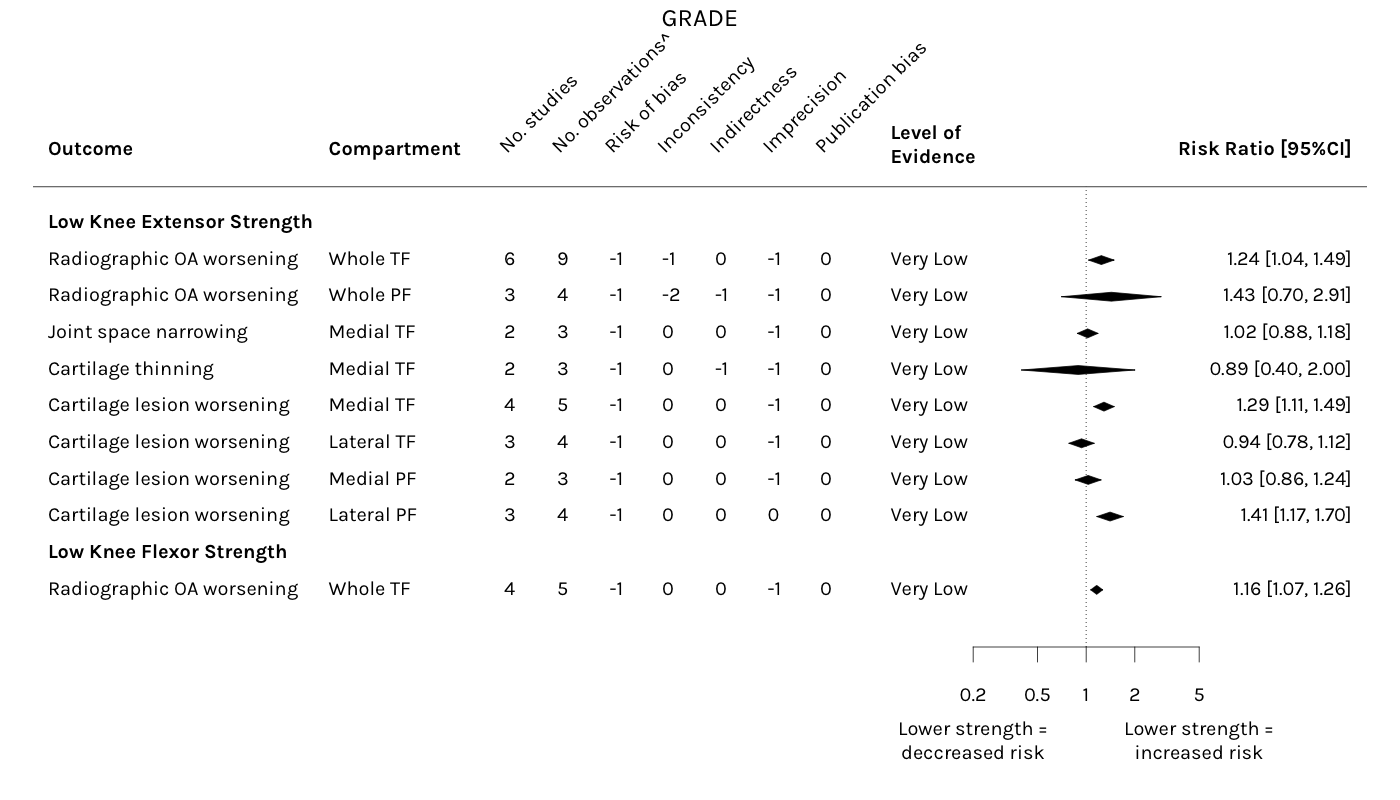 GRADE
No. studies
No. observations^
Risk of bias
Inconsistency
Indirectness
Imprecision
Publication bias
Outcome Compartment Level of Evidence Risk Ratio [95%CI]
Low Knee Extensor Strength
Radiographic OA worsening Whole TF 6 9 -1 -1 0 -1 0 Very Low 1.24 [1.04, 1.49]
Radiographic OA worsening Whole PF 3 4 -1 -2 -1 -1 0 Very Low 1.43 [0.70, 2.91]
Joint space narrowing Medial TF 2 3 -1 0 0 -1 0 Very Low 1.02 [0.88, 1.18]
Cartilage thinning Medial TF 2 3 -1 0 -1 -1 0 Very Low 0.89 [0.40, 2.00]
Cartilage lesion worsening Medial TF 4 5 -1 0 0 -1 0 Very Low 1.29 [1.11, 1.49]
Cartilage lesion worsening Lateral TF 3 4 -1 0 0 -1 0 Very Low 0.94 [0.78, 1.12]
Cartilage lesion worsening Medial PF 2 3 -1 0 0 -1 0 Very Low 1.03 [0.86, 1.24]
Cartilage lesion worsening Lateral PF 3 4 -1 0 0 0 0 Very Low 1.41 [1.17, 1.70]
Low Knee Flexor Strength
Radiographic OA worsening Whole TF 4 5 -1 0 0 -1 0 Very Low 1.16 [1.07, 1.26]
0.2 0.5 1 2 5
Lower strength = Lower strength =
deccreased risk increased risk